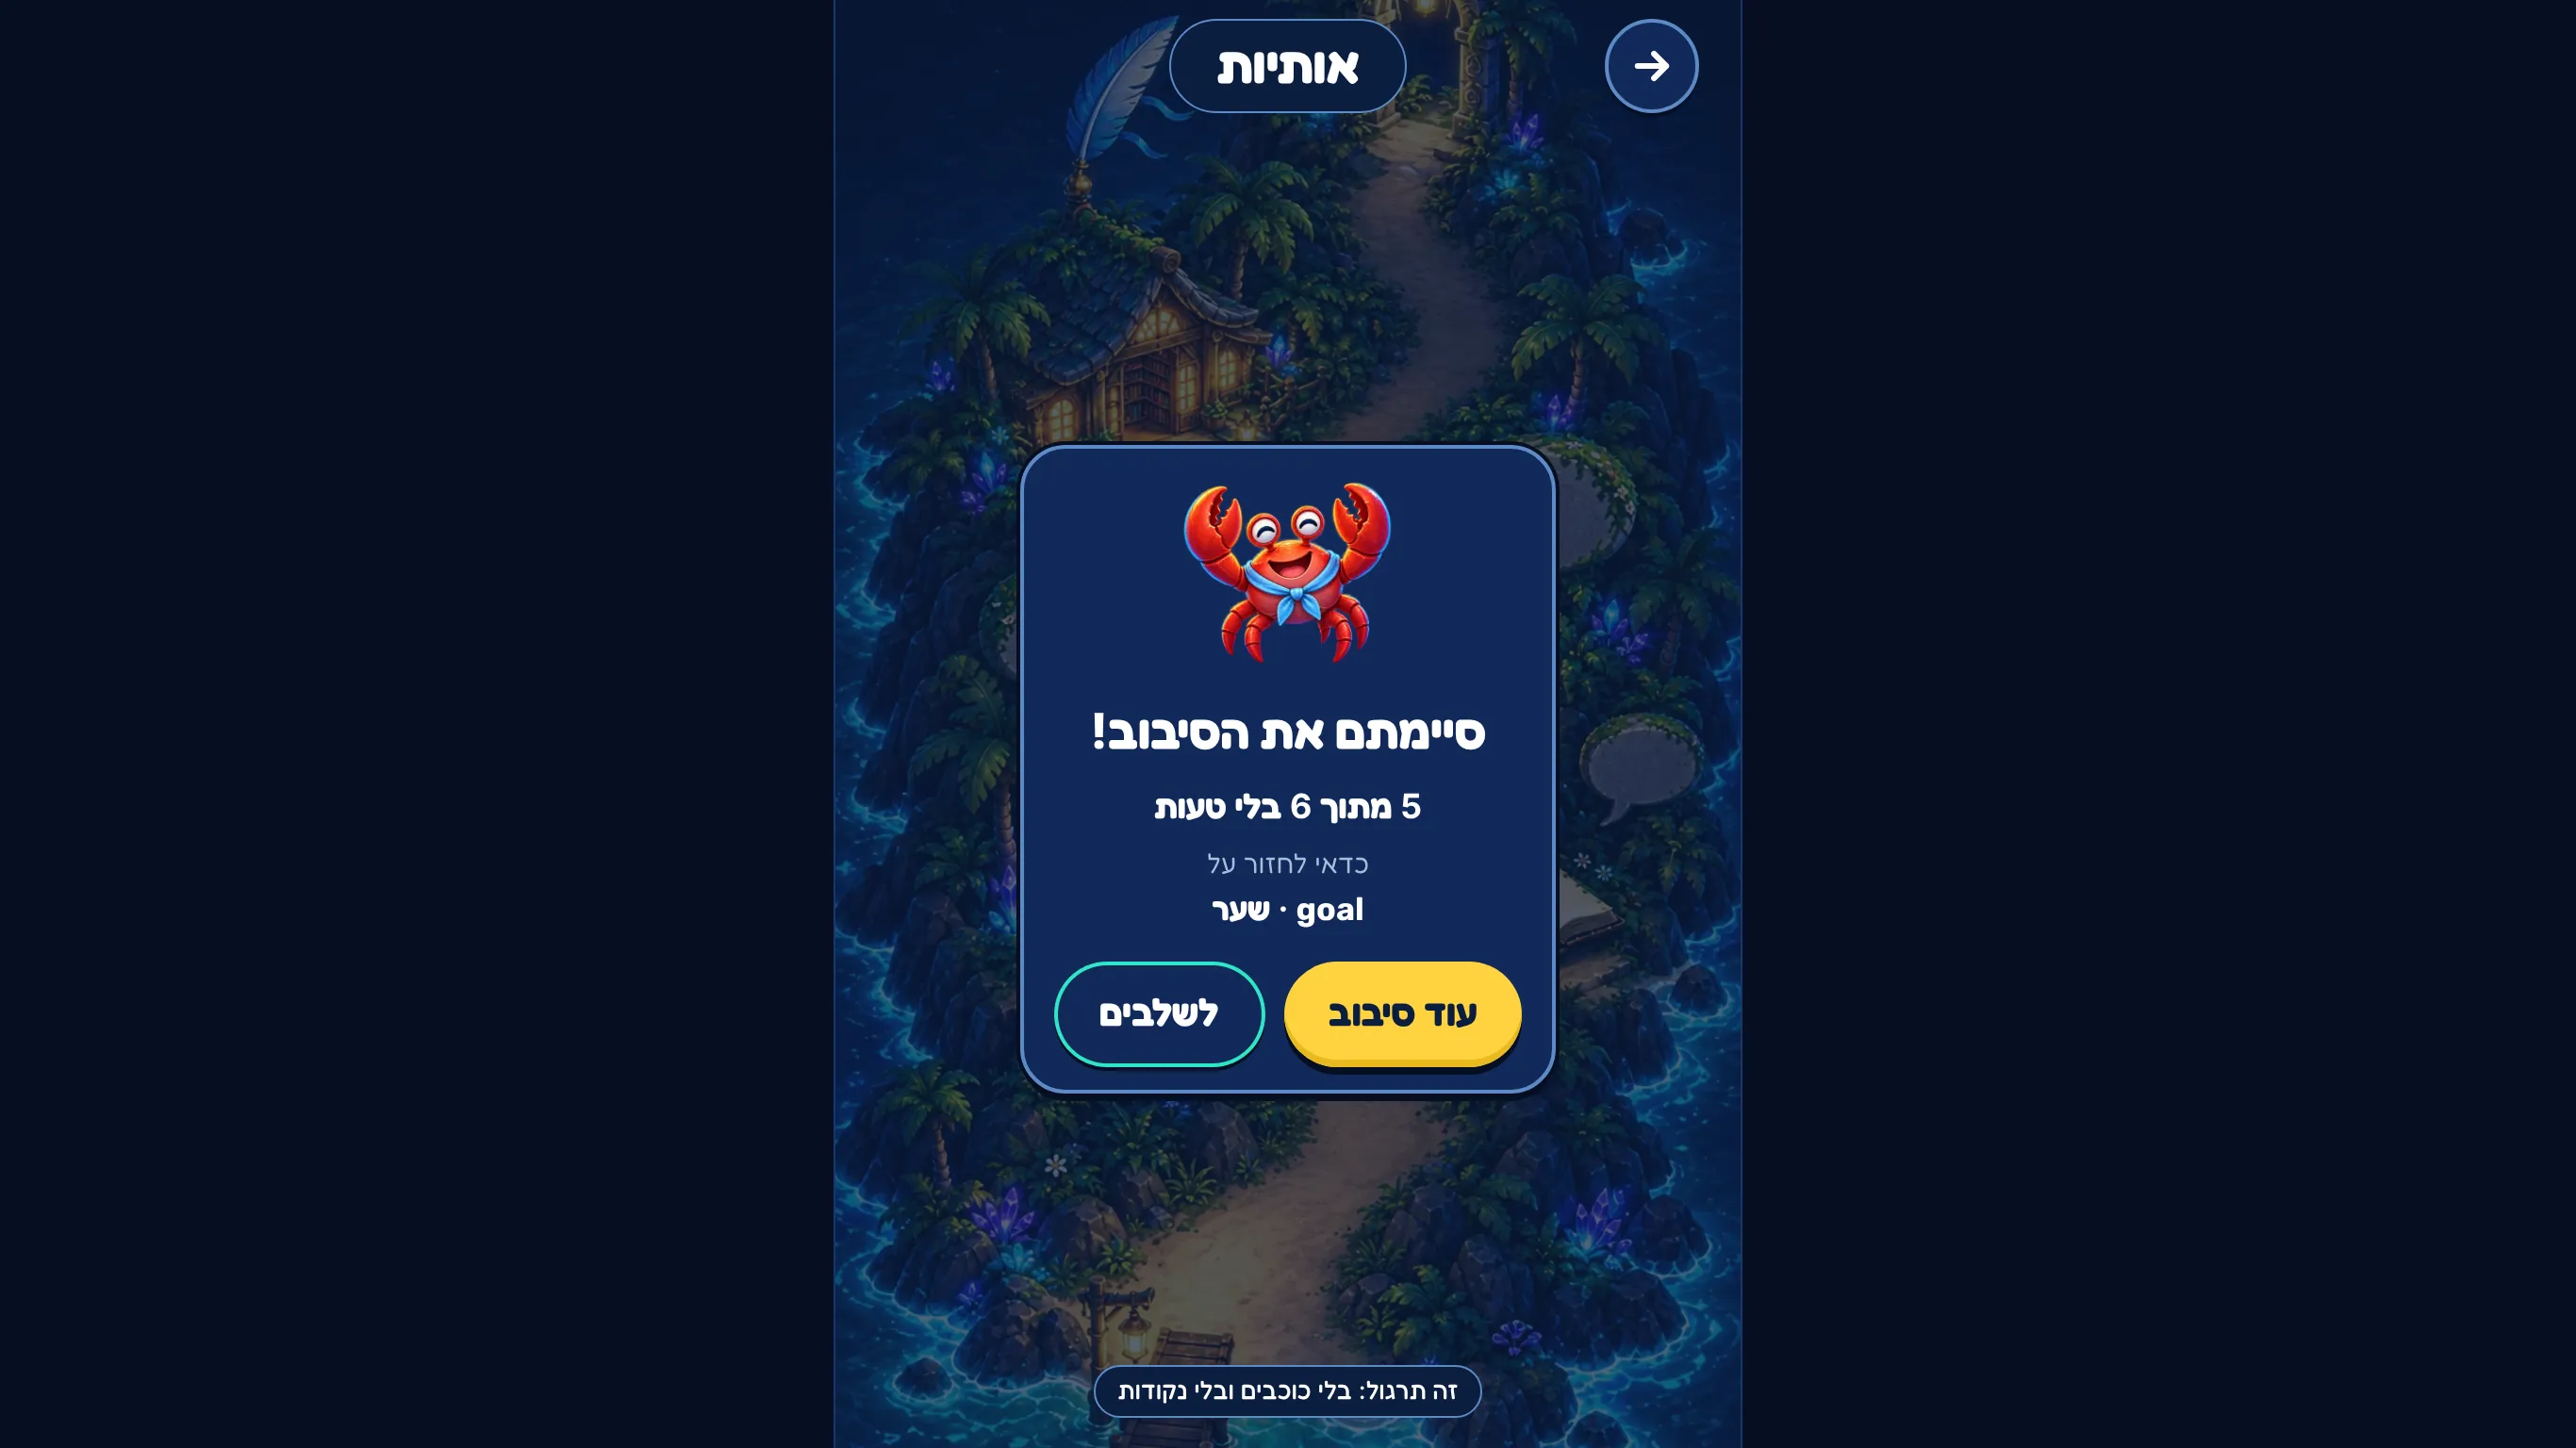 אותיות
סיימתם את הסיבוב!
5 מתוך 6 בלי טעות
כדאי לחזור על
goal · שער
עוד סיבוב
לשלבים
זה תרגול: בלי כוכבים ובלי נקודות